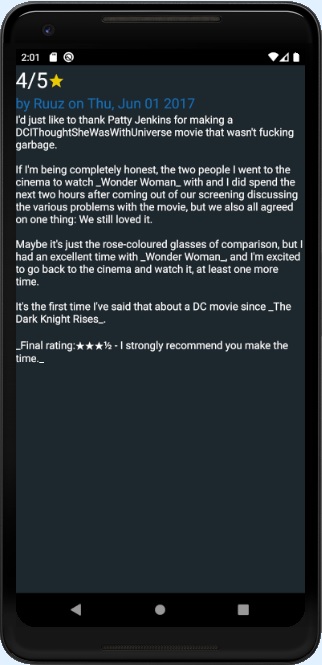 2:01
4/5★
by Ruuz on Thu, Jun 01 2017
I'd just like to thank Patty Jenkins for making a
DCIThoughtSheWasWithUniverse movie that wasn't fucking
garbage.
If I'm being completely honest, the two people I went to the
cinema to watch _Wonder Woman_ with and I did spend the
next two hours after coming out of our screening discussing
the various problems with the movie, but we also all agreed
on one thing: We still loved it.
Maybe it's just the rose-coloured glasses of comparison, but I
had an excellent time with _Wonder Woman_, and I'm excited
to go back to the cinema and watch it, at least one more
time.
It's the first time I've said that about a DC movie since _The
Dark Knight Rises_.
_Final rating:★★★½ - I strongly recommend you make the
time._